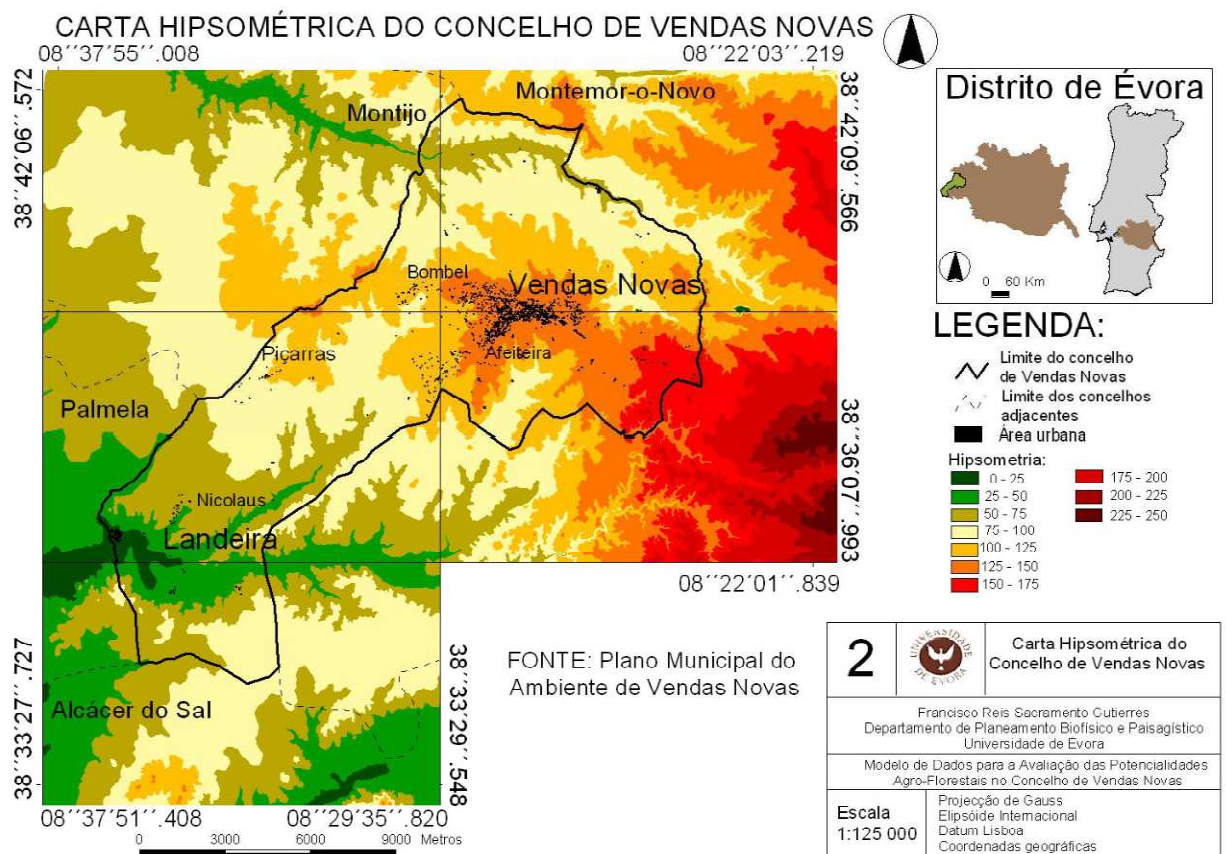 CARTA HIPSOMÉTRICA DO CONCELHO DE VENDAS NOVAS
08´´37´55´´.008
08´´22´03´´.219
38´´42´06´´.572
38´´42´09´´.566
Montijo
Montemor-o-Novo
Bombel
Vendas Novas
Piçarras
Afeiteira
Palmela
Nicolaus
Landeira
Alcácer do Sal
38´´36´07´´.993
08´´22´01´´.839
38´´33´27´´.727
38´´33´29´´.548
08´´37´51´´.408
08´´29´35´´.820
0 3000 6000 9000 Metros
FONTE: Plano Municipal do
Ambiente de Vendas Novas
Distrito de Évora
0 60 Km
LEGENDA:
Limite do concelho
de Vendas Novas
Limite dos concelhos
adjacentes
Área urbana
Hipsometria:
0 - 25
25 - 50
50 - 75
75 - 100
100 - 125
125 - 150
150 - 175
175 - 200
200 - 225
225 - 250
2
UNIVERSIDADE
DE ÉVORA
Carta Hipsométrica do
Concelho de Vendas Novas
Francisco Reis Sacramento Gutierres
Departamento de Planeamento Biofísico e Paisagístico
Universidade de Évora
Modelo de Dados para a Avaliação das Potencialidades
Agro-Florestais no Concelho de Vendas Novas
Escala
1:125 000
Projecção de Gauss
Elipsóide Internacional
Datum Lisboa
Coordenadas geográficas